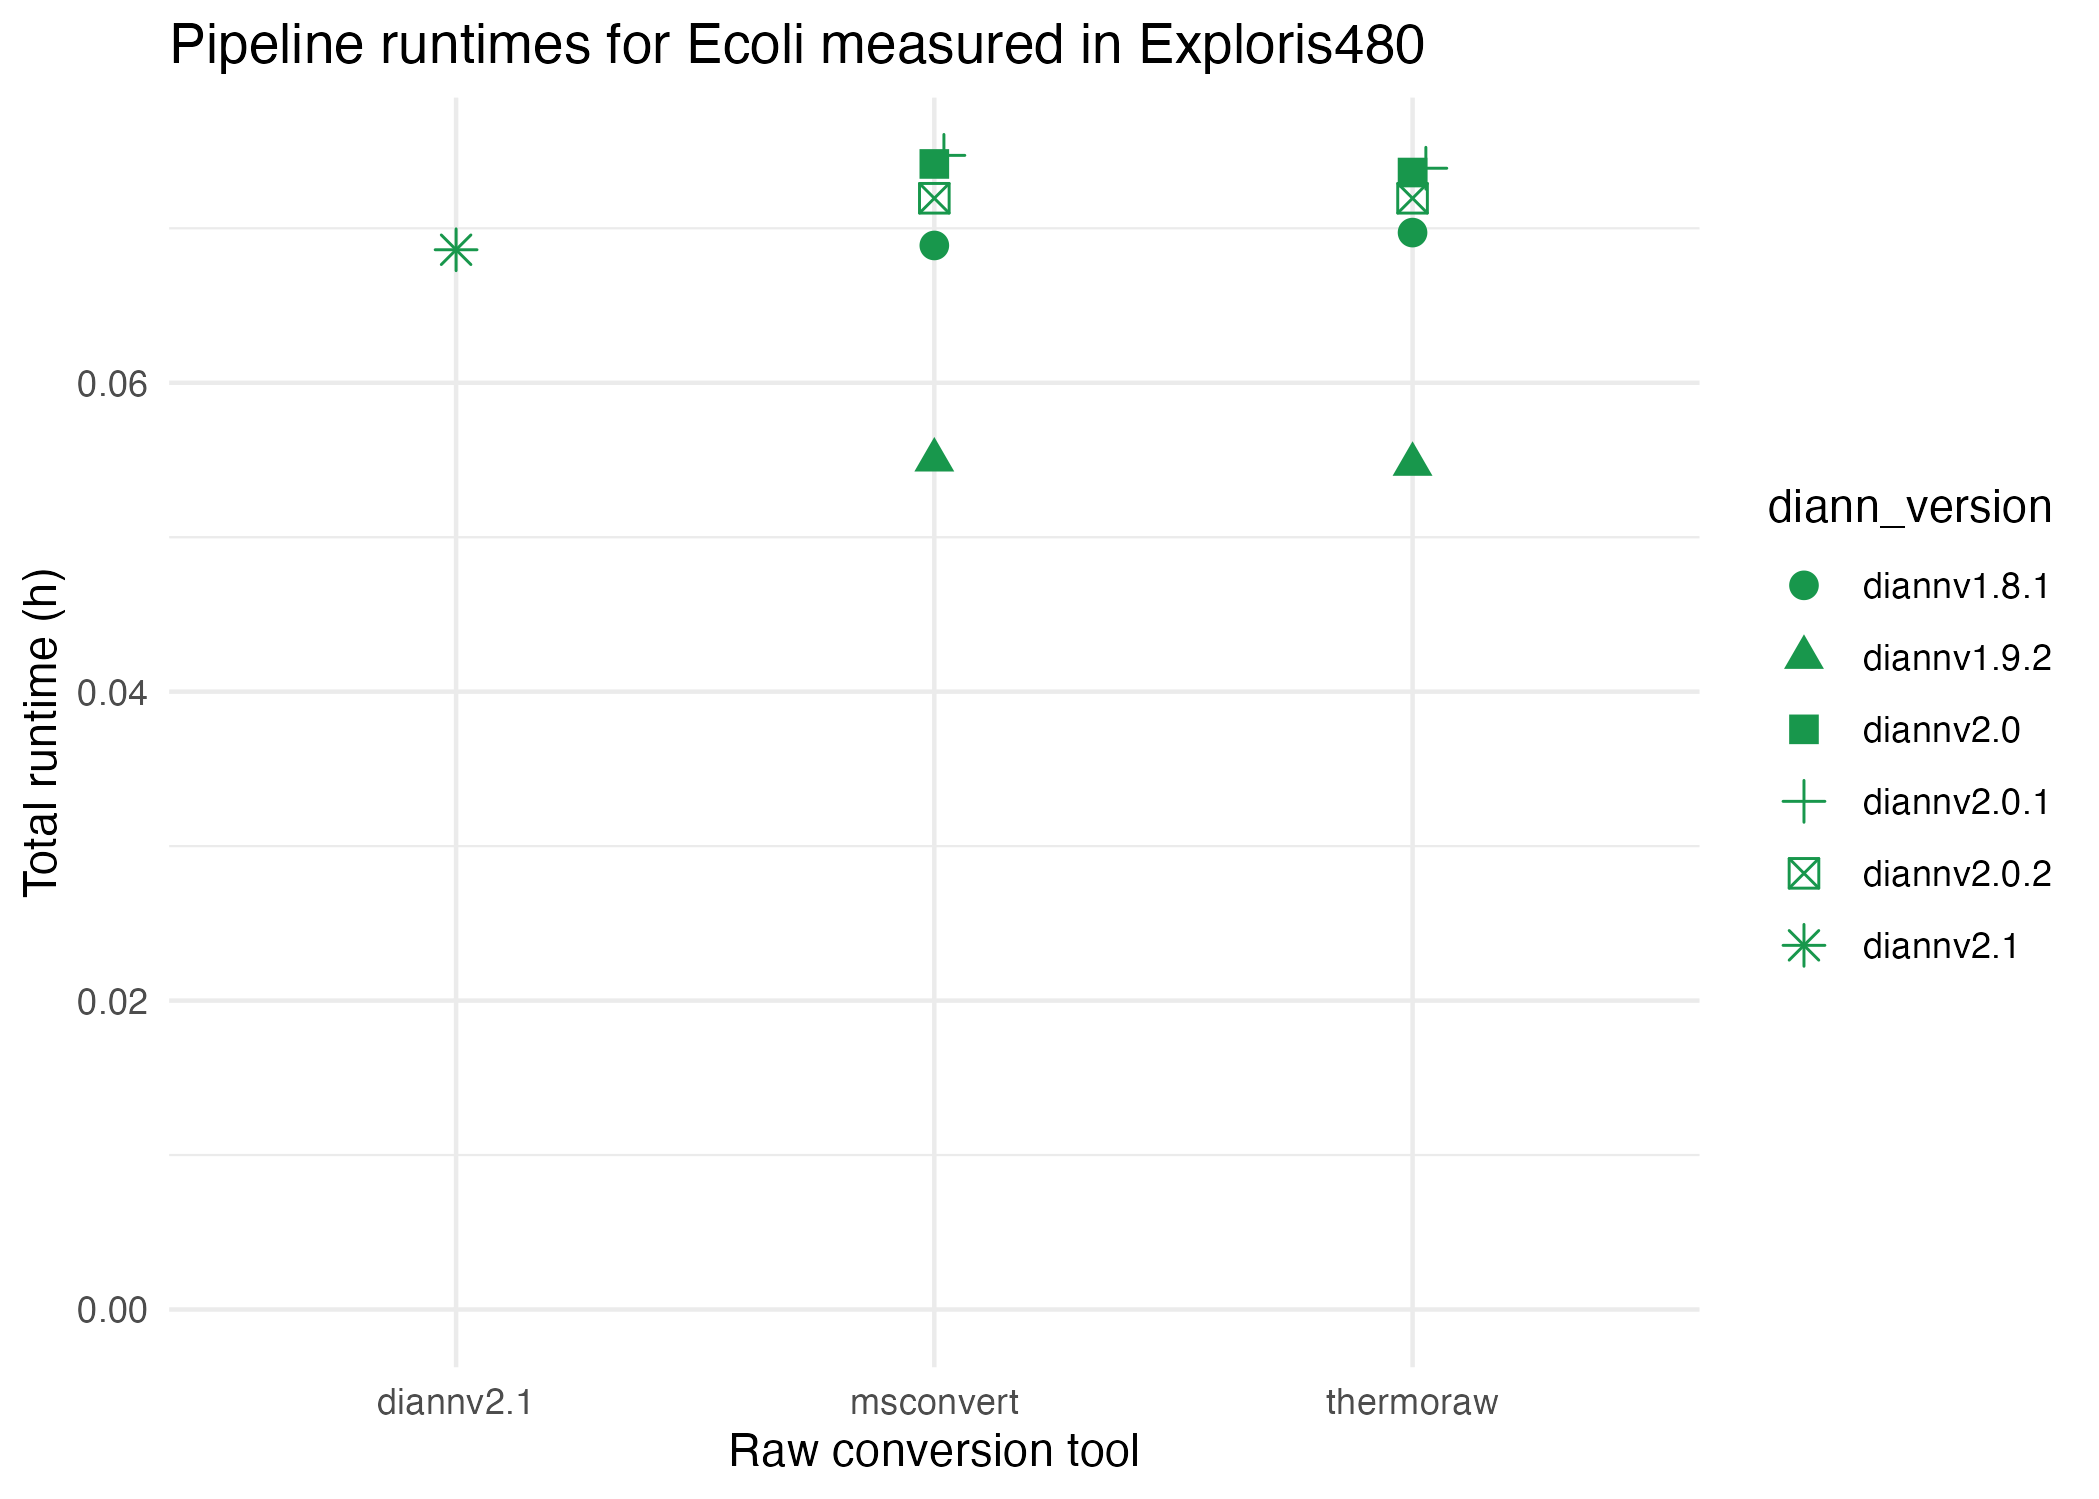 Pipeline runtimes for Ecoli measured in Exploris480
Total runtime (h)
0.06
0.04
0.02
0.00
diannv2.1
msconvert
thermoraw
Raw conversion tool
diann_version
diannv1.8.1
diannv1.9.2
diannv2.0
diannv2.0.1
diannv2.0.2
diannv2.1